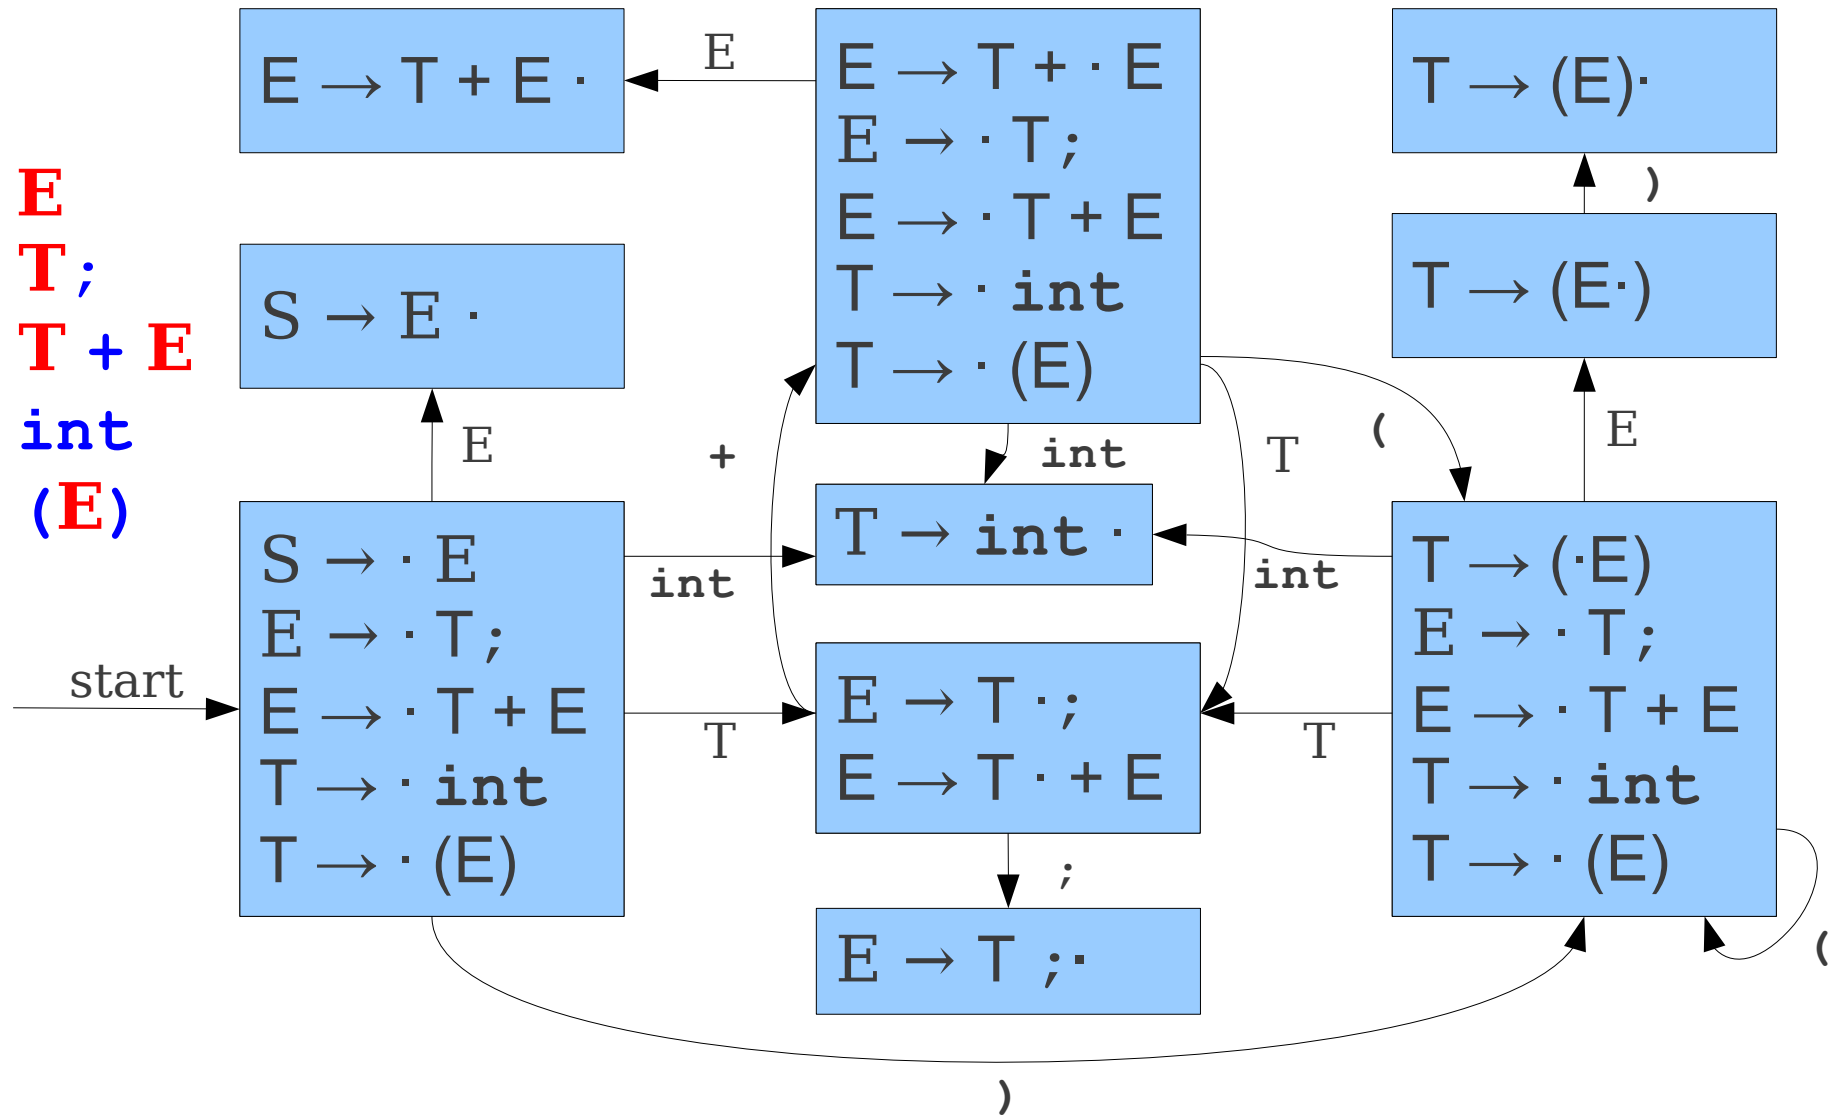 E
T ;
T + E
int
(E)
start
E → T + E ·
E
S → E ·
E
S → · E
E → · T ;
E → · T + E
T → · int
T → · (E)
E → T + · E
E → · T ;
E → · T + E
T → · int
T → · (E)
+
int
T → int ·
int
T
E → T · ;
E → T · + E
;
E → T ; ·
)
T
(
int
T
T → (E)·
)
T → (E·)
E
T → (·E)
E → · T ;
E → · T + E
T → · int
T → · (E)
(